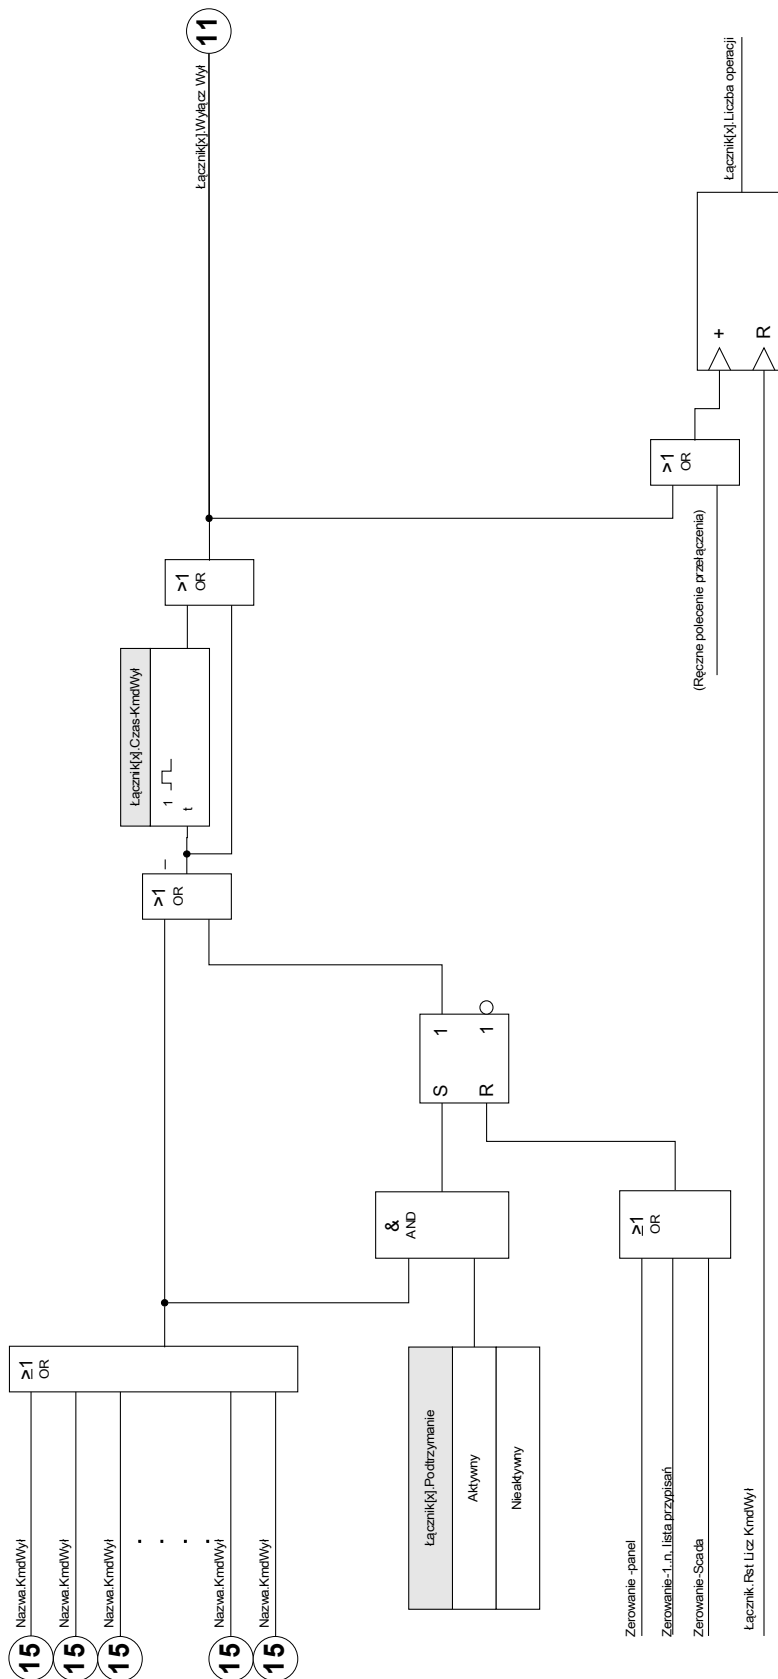 15 Nazwa.KmdWył
15 Nazwa.KmdWył
15 Nazwa.KmdWył
. . . .
15 Nazwa.KmdWył
15 Nazwa.KmdWył
≥1
OR
Łącznik[x].Podtrzymanie
Aktywny
Nieaktywny
&
AND
Zerowanie -panel
Zerowanie-1..n, lista przypisań
Zerowanie-Scada
≥1
OR
S 1
R 1
>1
OR
Łącznik[x].Czas-KmdWył
1
t
>1
OR
Łącznik[x].Wyłącz Wył
11
(Ręczne polecenie przełączenia)
>1
OR
Łącznik.Rst Licz KmdWył
+
R
Łącznik[x].Liczba operacji